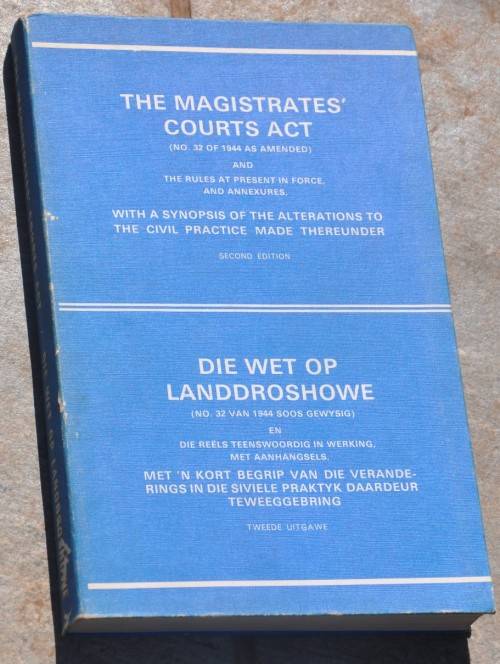 THE MAGISTRATES'
COURTS ACT
(NO. 32 OF 1944 AS AMENDED)
AND
THE RULES AT PRESENT IN FORCE,
AND ANNEXURES,
WITH A SYNOPSIS OF THE ALTERATIONS TO
THE CIVIL PRACTICE MADE THEREUNDER
SECOND EDITION
DIE WET OP
LANDDROSHOWE
(NO. 32 VAN 1944 SOOS GEWYSIG)
EN
DIE REËLS TEENSWOORDIG IN WERKING,
MET AANHANGSELS,
MET 'N KORT BEGRIP VAN DIE VERANDE-
RINGS IN DIE SIVIELE PRAKTYK DAARDEUR
TEWEEGGEBRING
TWEEDE UITGAWE